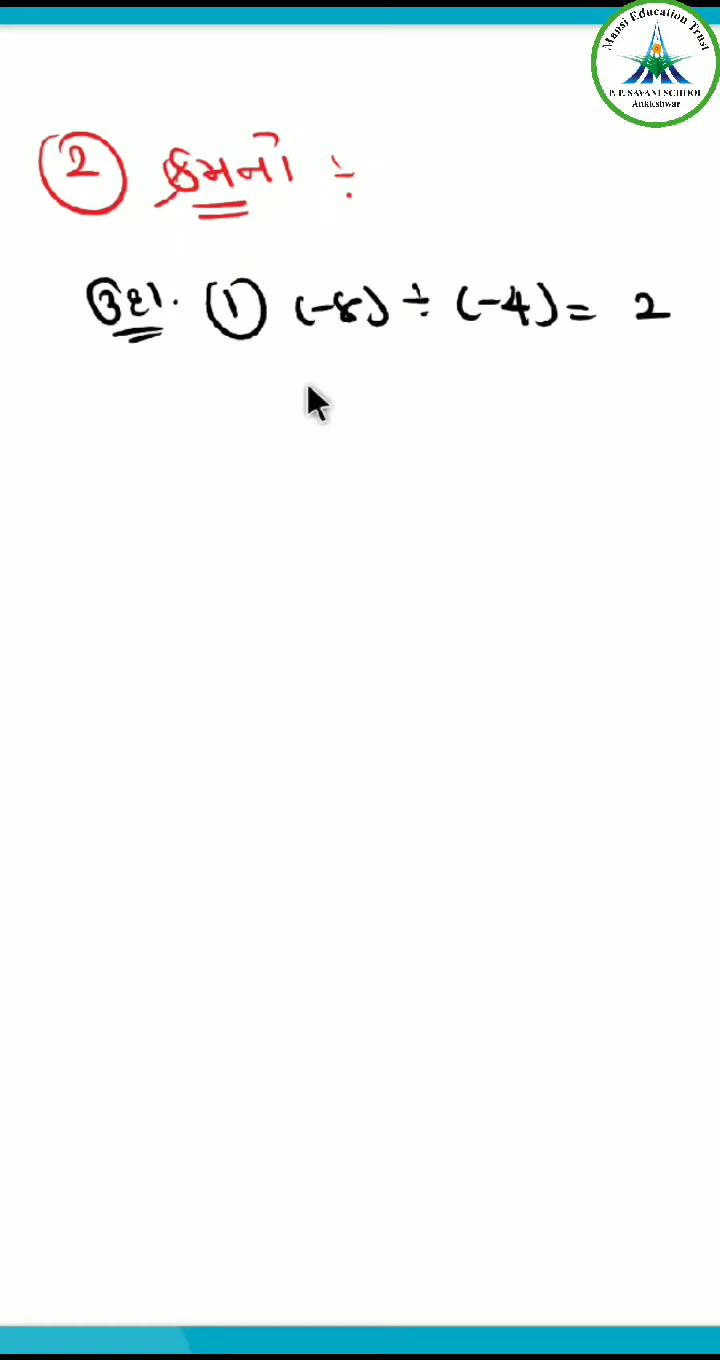 Mansi Education Trust
P. P. SAVANI SCHOOL
Ankleshwar
2 ક્રમનો ÷
ઉદા. 1 (-8) ÷ (-4) = 2